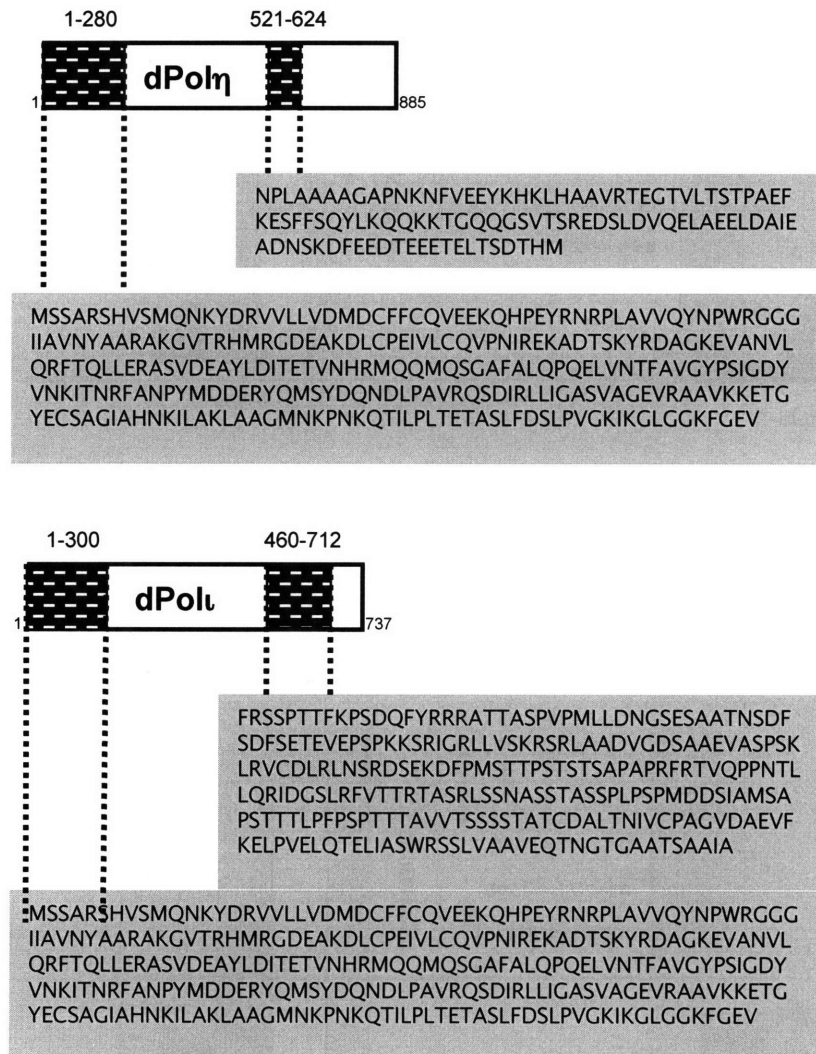 1-280 521-624
dPolη
1 885
NPLAAAAGAPNKNFVEEYKHKLHAAVRTEGTVLTSTPAEF
KESFFSQYLKQQKKTGQQGSVTSREDSLDVQELAEELDAIE
ADNSKDFEEDTEEETELTSDTHM
MSSARSHVSMQNKYDRVVLLVDMDCFFCQVEEKQHPEYRNRPLAVVQYNPWRGGG
IIAVNYAARAKGVTRHMRGDEAKDLCPEIVLCQVPNIREKADTSKYRDAGKEVANVL
QRFTQLLERASVDEAYLDITETVNHRMQQMQSGAFALQPQELVNTFAVGYPSIGDY
VNKITNRFANPYMDDERYQMSYDQNDLPAVRQSDIRLLIGASVAGEVRAAVKKETG
YECSAGIAHNKILAKLAAGMNKPNKQTILPLTETASLFDSLPVGKIKGLGGKFGEV
1-300 460-712
dPolι
1 737
FRSSPTTFKPSDQFYRRRATTASPVPMLLDNGSESAATNSDF
SDFSETEVEPSPKKSRIGRLLVSKRSRLAADVGDSAAEVASPSK
LRVCDLRLNSRDSEKDFPMSTTPSTSTSAPAPRFRTVQPPNTL
LQRIDGSLRFVTTRTASRLSSNASSTASSPLPSPMDDSIAMSA
PSTTTLPFPSPTTTAVVTSSSSTATCDALTNIVCPAGVDAEVF
KELPVELQTELIASWRSSLVAAVEQTNGTGAATSAAIA
MSSARSHVSMQNKYDRVVLLVDMDCFFCQVEEKQHPEYRNRPLAVVQYNPWRGGG
IIAVNYAARAKGVTRHMRGDEAKDLCPEIVLCQVPNIREKADTSKYRDAGKEVANVL
QRFTQLLERASVDEAYLDITETVNHRMQQMQSGAFALQPQELVNTFAVGYPSIGDY
VNKITNRFANPYMDDERYQMSYDQNDLPAVRQSDIRLLIGASVAGEVRAAVKKETG
YECSAGIAHNKILAKLAAGMNKPNKQTILPLTETASLFDSLPVGKIKGLGGKFGEV